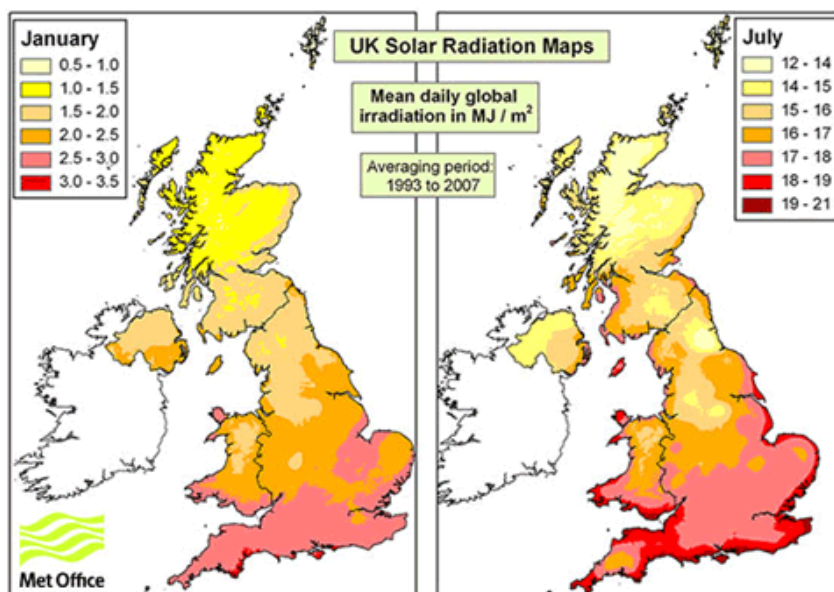 January
0.5 - 1.0
1.0 - 1.5
1.5 - 2.0
2.0 - 2.5
2.5 - 3.0
3.0 - 3.5
UK Solar Radiation Maps
Mean daily global
irradiation in MJ / m²
Averaging period:
1993 to 2007
July
12 - 14
14 - 15
15 - 16
16 - 17
17 - 18
18 - 19
19 - 21
Met Office